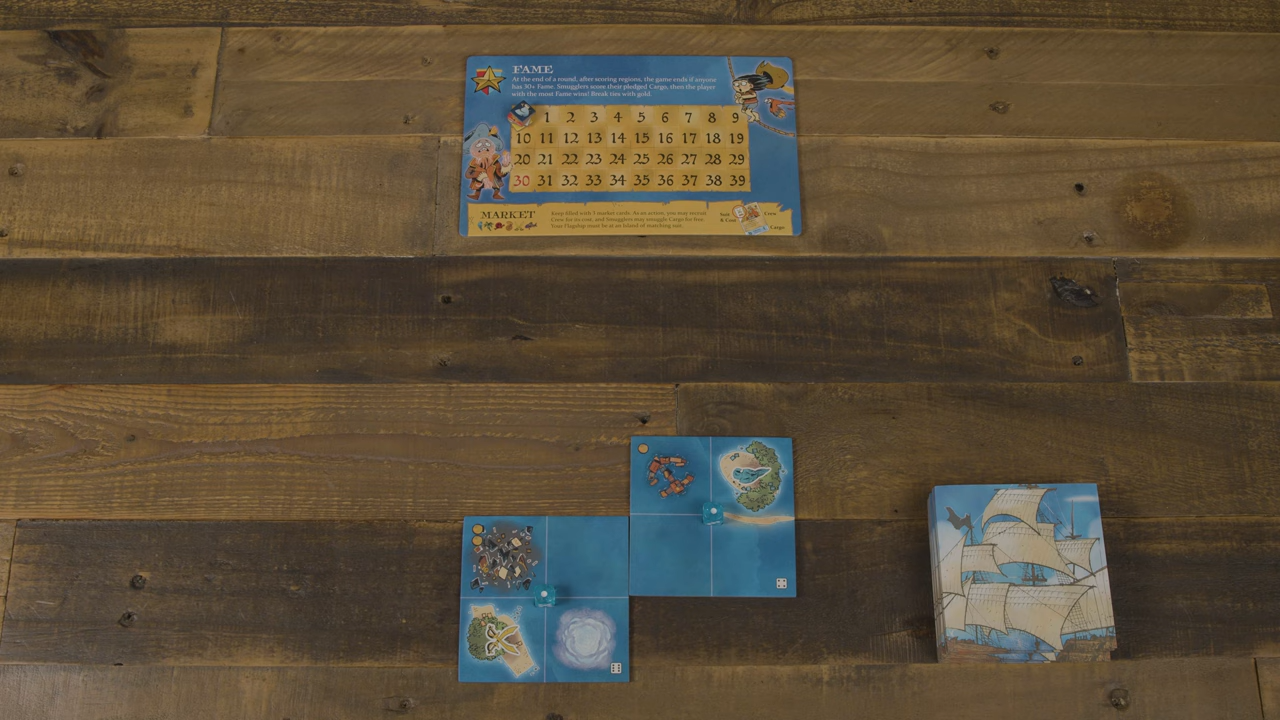 FAME
At the end of a round, after scoring regions, the game ends if anyone
has 30+ Fame. Smugglers score their pledged Cargo, then the player
with the most Fame wins! Break ties with gold.
1 2 3 4 5 6 7 8 9
10 11 12 13 14 15 16 17 18 19
20 21 22 23 24 25 26 27 28 29
30 31 32 33 34 35 36 37 38 39
MARKET
Keep filled with 5 market cards. As an action, you may recruit
Crew for its cost, and Smugglers may smuggle Cargo for free.
Your Flagship must be at an Island of matching suit.
Suit
& Cost
Crew
Cargo